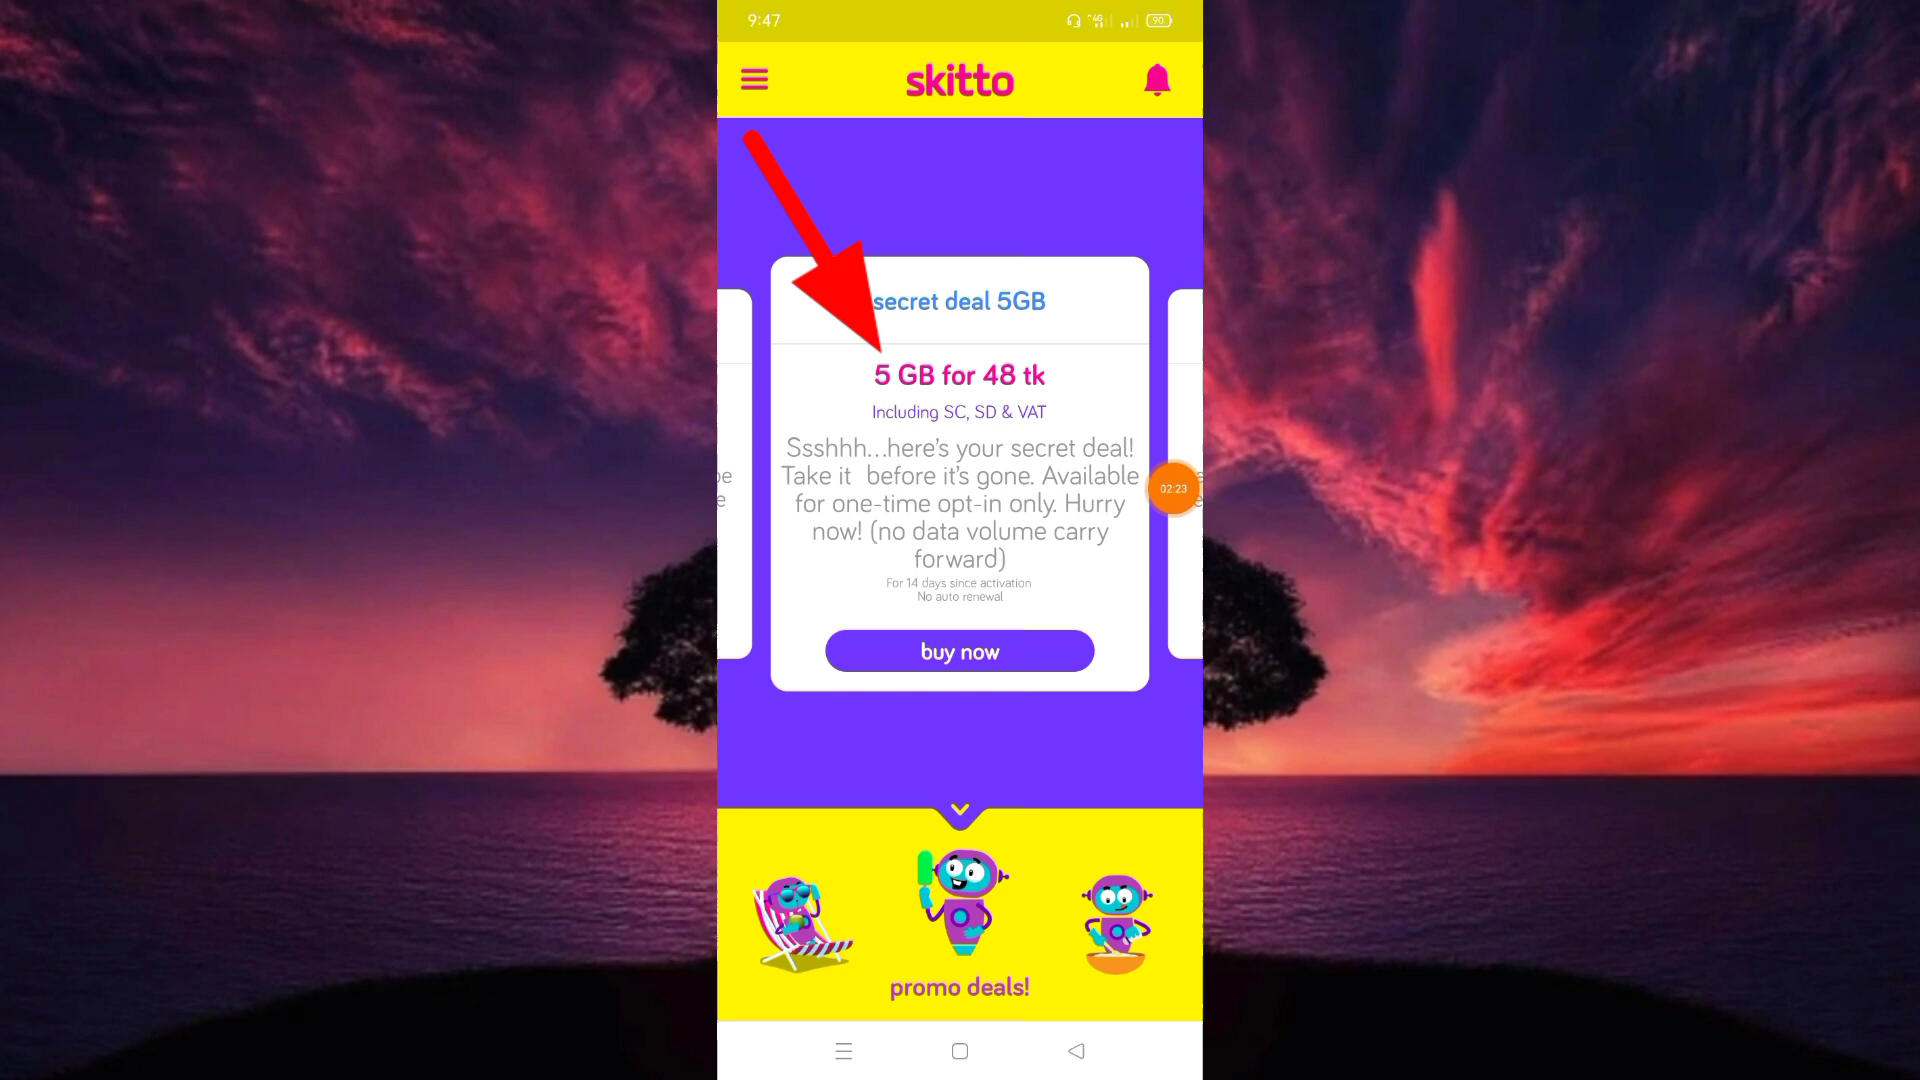 9:47
4G
90
skitto
secret deal 5GB
5 GB for 48 tk
Including SC, SD & VAT
Ssshhh...here's your secret deal!
Take it before it's gone. Available
for one-time opt-in only. Hurry
now! (no data volume carry
forward)
For 14 days since activation
No auto renewal
02:23
buy now
promo deals!